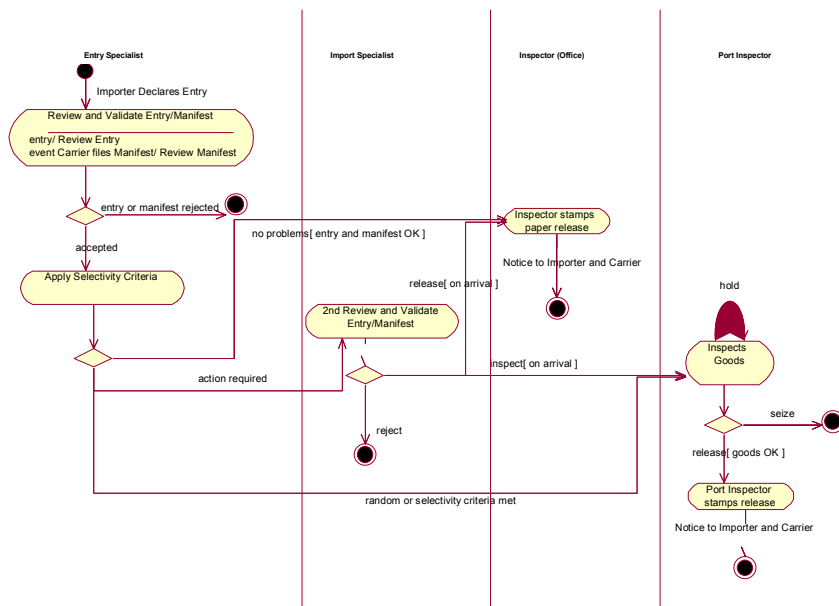 Entry Specialist
Import Specialist
Inspector (Office)
Port Inspector
Importer Declares Entry
Review and Validate Entry/Manifest
entry/ Review Entry
event Carrier files Manifest/ Review Manifest
entry or manifest rejected
accepted
no problems[ entry and manifest OK ]
Inspector stamps
paper release
Notice to Importer and Carrier
Apply Selectivity Criteria
release[ on arrival ]
hold
2nd Review and Validate
Entry/Manifest
Inspects
Goods
action required
inspect[ on arrival ]
reject
seize
release[ goods OK ]
Port Inspector
stamps release
random or selectivity criteria met
Notice to Importer and Carrier